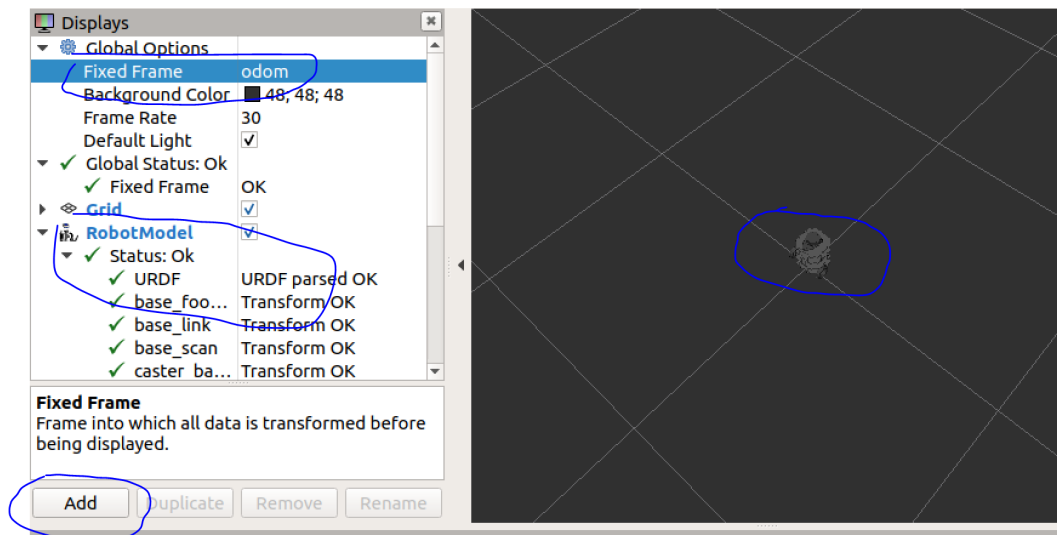 Displays
Global Options
Fixed Frame odom
Background Color 48; 48; 48
Frame Rate 30
Default Light
Global Status: Ok
Fixed Frame OK
Grid
RobotModel
Status: Ok
URDF URDF parsed OK
base_foo... Transform OK
base_link Transform OK
base_scan Transform OK
caster_ba... Transform OK
Fixed Frame
Frame into which all data is transformed before
being displayed.
Add Duplicate Remove Rename